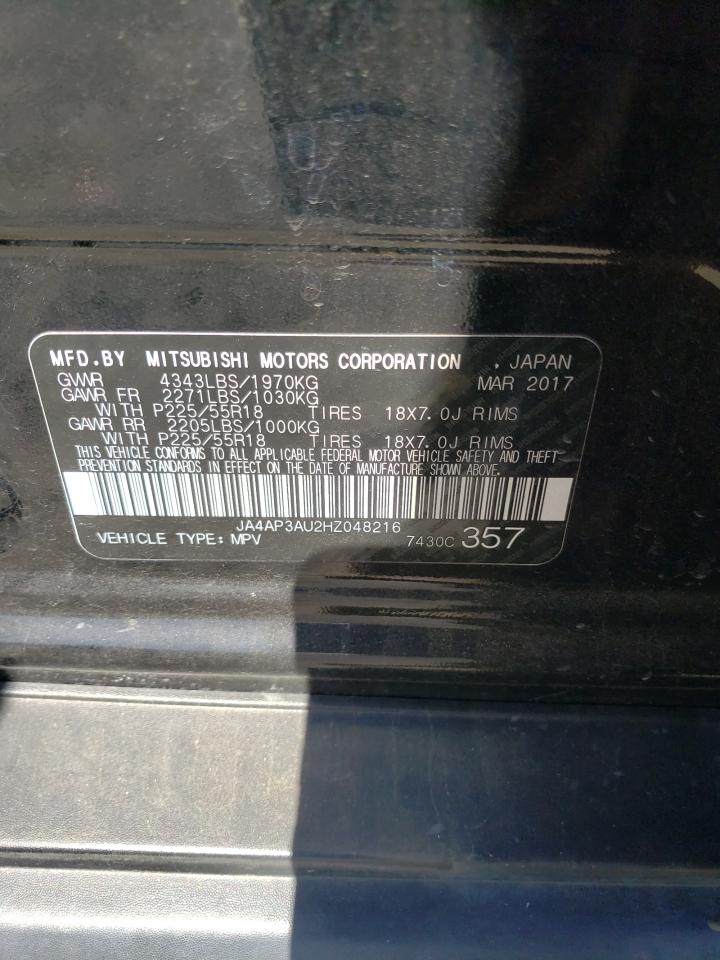 MFD.BY MITSUBISHI MOTORS CORPORATION , JAPAN
GVWR 4343LBS/1970KG MAR 2017
GAWR FR 2271LBS/1030KG
WITH P225/55R18 TIRES 18X7.0J RIMS
GAWR RR 2205LBS/1000KG
WITH P225/55R18 TIRES 18X7.0J RIMS
THIS VEHICLE CONFORMS TO ALL APPLICABLE FEDERAL MOTOR VEHICLE SAFETY AND THEFT
PREVENTION STANDARDS IN EFFECT ON THE DATE OF MANUFACTURE SHOWN ABOVE.
JA4AP3AU2HZ048216
VEHICLE TYPE: MPV 7430C 357